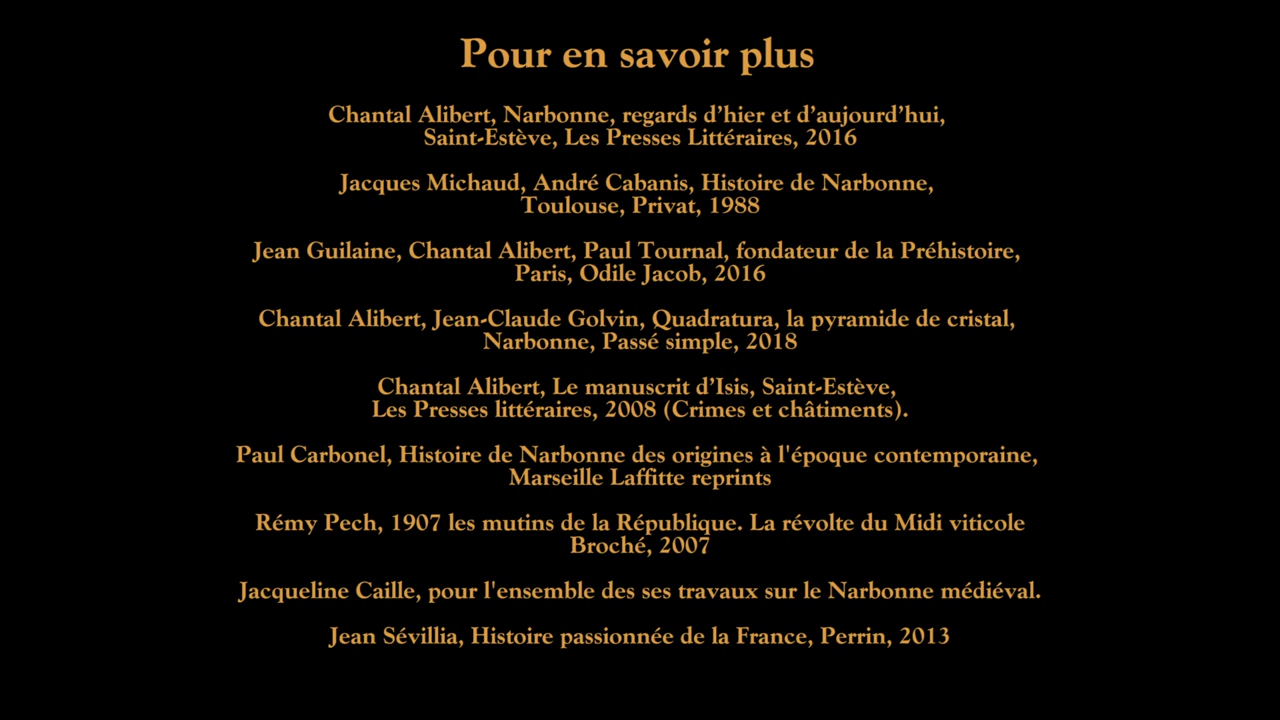 Pour en savoir plus
Chantal Alibert, Narbonne, regards d’hier et d’aujourd’hui,
Saint-Estève, Les Presses Littéraires, 2016
Jacques Michaud, André Cabanis, Histoire de Narbonne,
Toulouse, Privat, 1988
Jean Guilaine, Chantal Alibert, Paul Tournal, fondateur de la Préhistoire,
Paris, Odile Jacob, 2016
Chantal Alibert, Jean-Claude Golvin, Quadratura, la pyramide de cristal,
Narbonne, Passé simple, 2018
Chantal Alibert, Le manuscrit d’Isis, Saint-Estève,
Les Presses littéraires, 2008 (Crimes et châtiments).
Paul Carbonel, Histoire de Narbonne des origines à l'époque contemporaine,
Marseille Laffitte reprints
Rémy Pech, 1907 les mutins de la République. La révolte du Midi viticole
Broché, 2007
Jacqueline Caille, pour l'ensemble des ses travaux sur le Narbonne médiéval.
Jean Sévillia, Histoire passionnée de la France, Perrin, 2013